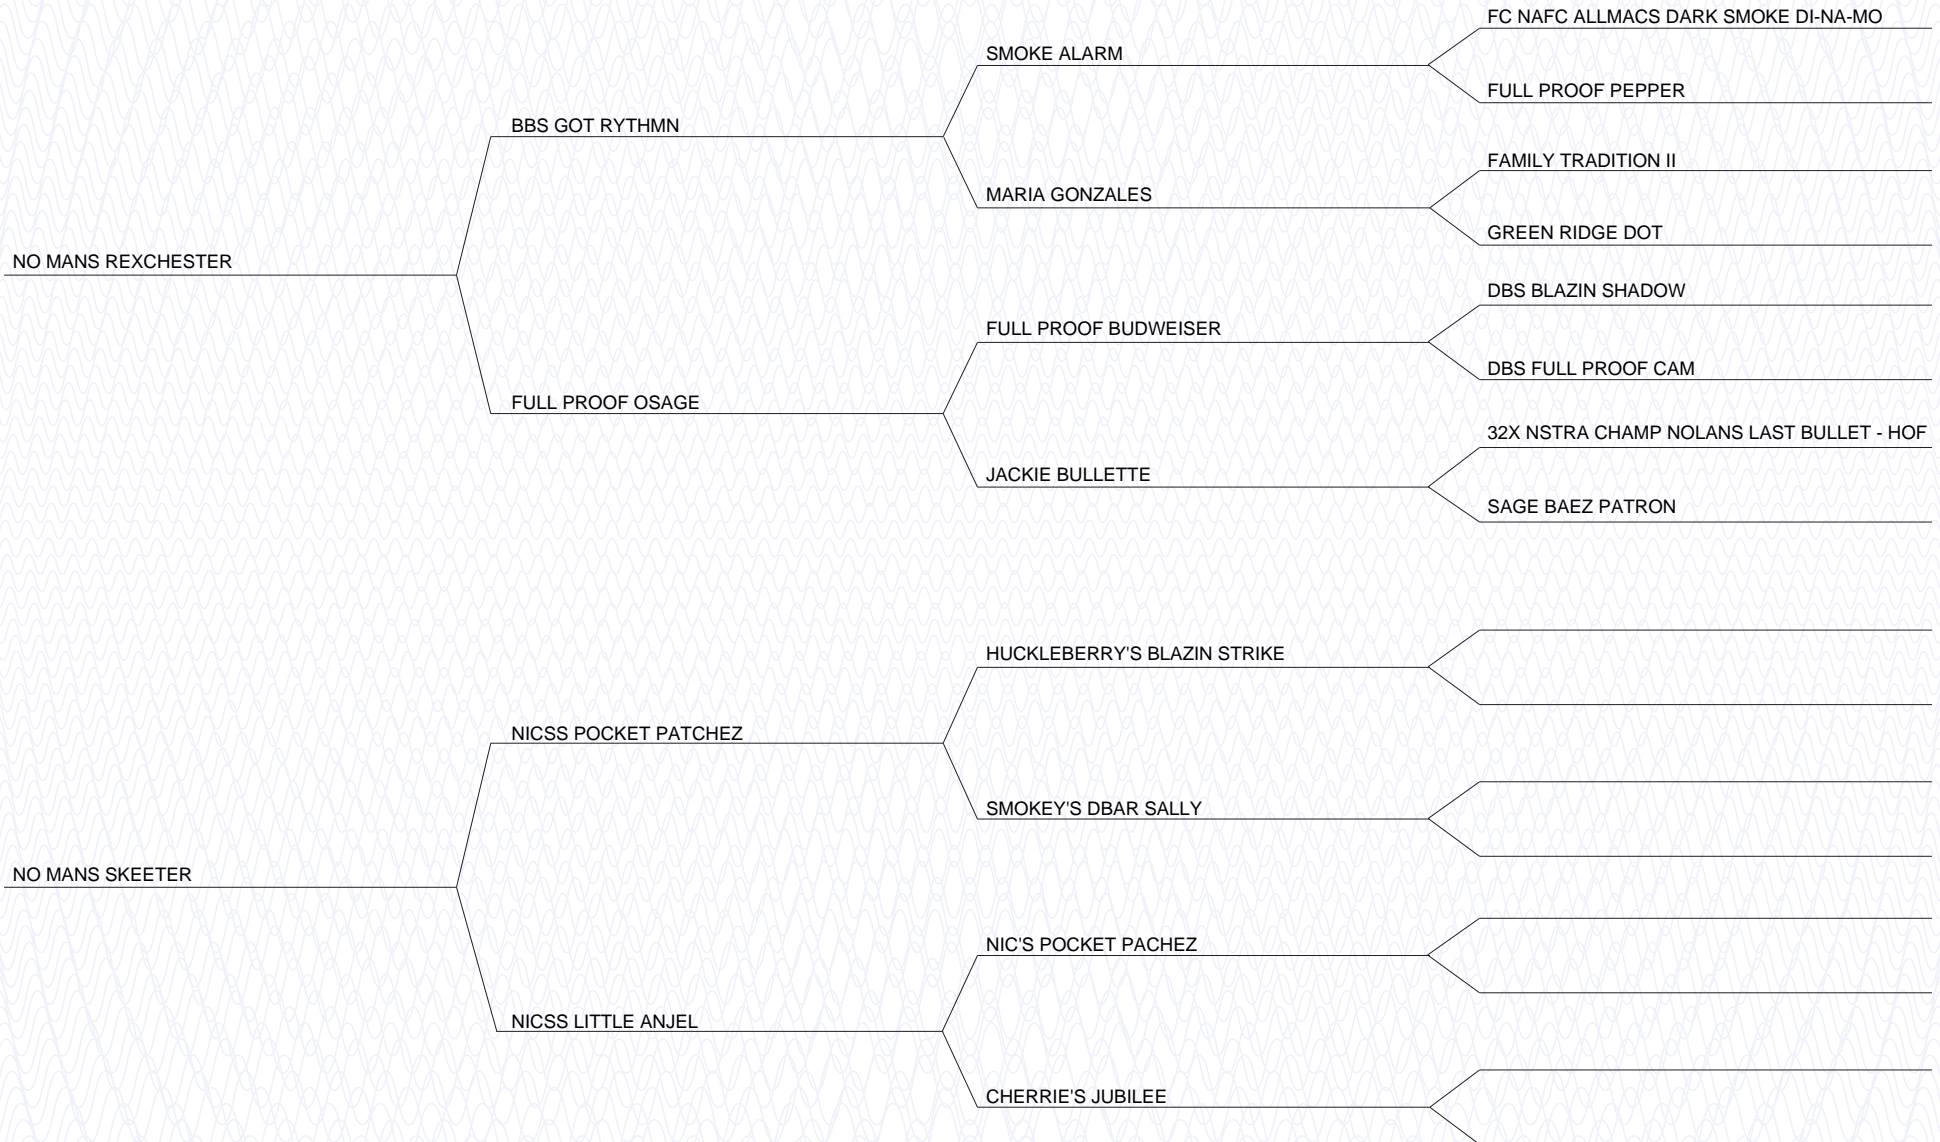 FC NAFC ALLMACS DARK SMOKE DI-NA-MO
SMOKE ALARM
FULL PROOF PEPPER
BBS GOT RYTHMN
FAMILY TRADITION II
MARIA GONZALES
GREEN RIDGE DOT
NO MANS REXCHESTER
DBS BLAZIN SHADOW
FULL PROOF BUDWEISER
DBS FULL PROOF CAM
FULL PROOF OSAGE
32X NSTRA CHAMP NOLANS LAST BULLET - HOF
JACKIE BULLETTE
SAGE BAEZ PATRON
HUCKLEBERRY'S BLAZIN STRIKE
NICSS POCKET PATCHEZ
SMOKEY'S DBAR SALLY
NO MANS SKEETER
NIC'S POCKET PACHEZ
NICSS LITTLE ANJEL
CHERRIE'S JUBILEE